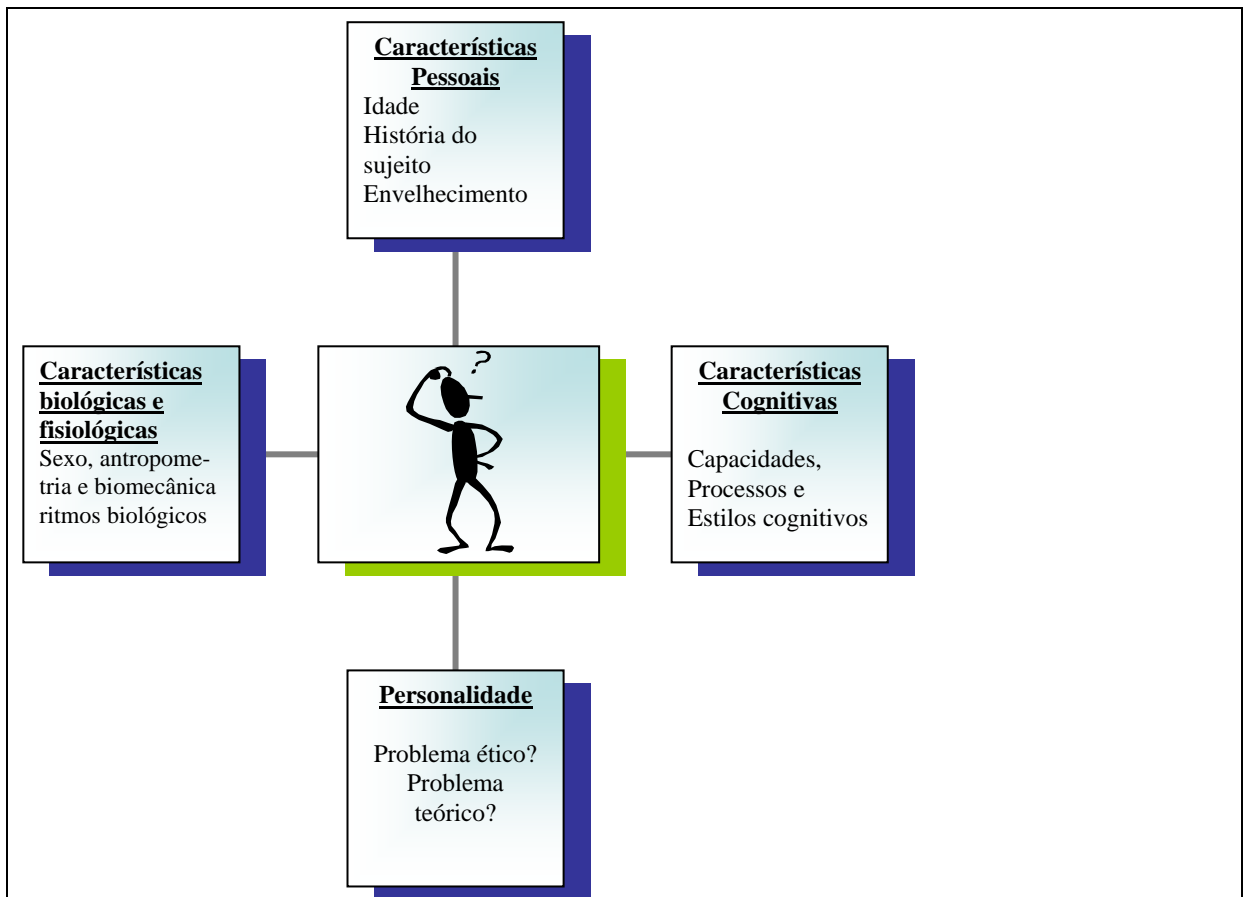 Características
Pessoais
Idade
História do
sujeito
Envelhecimento
Características
biológicas e
fisiológicas
Sexo, antropome-
tria e biomecânica
ritmos biológicos
?
Características
Cognitivas
Capacidades,
Processos e
Estilos cognitivos
Personalidade
Problema ético?
Problema
teórico?